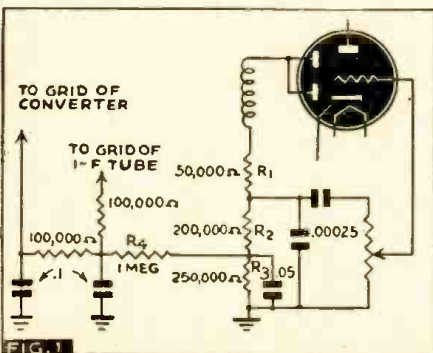 TO GRID OF
CONVERTER
TO GRID OF
I-F TUBE
50,000Ω R1
100,000Ω
100,000Ω R4
200,000Ω R2
.00025
.1
1 MEG
250,000Ω R3 .05
FIG. 1